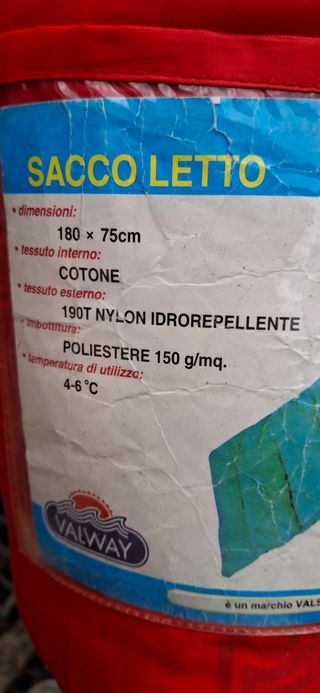 SACCO LETTO
• dimensioni:
180 × 75cm
• tessuto interno:
COTONE
• tessuto esterno:
190T NYLON IDROREPELLENTE
• imbottitura:
POLIESTERE 150 g/mq.
• temperatura di utilizzo:
4-6 °C
VALWAY
è un marchio VALS